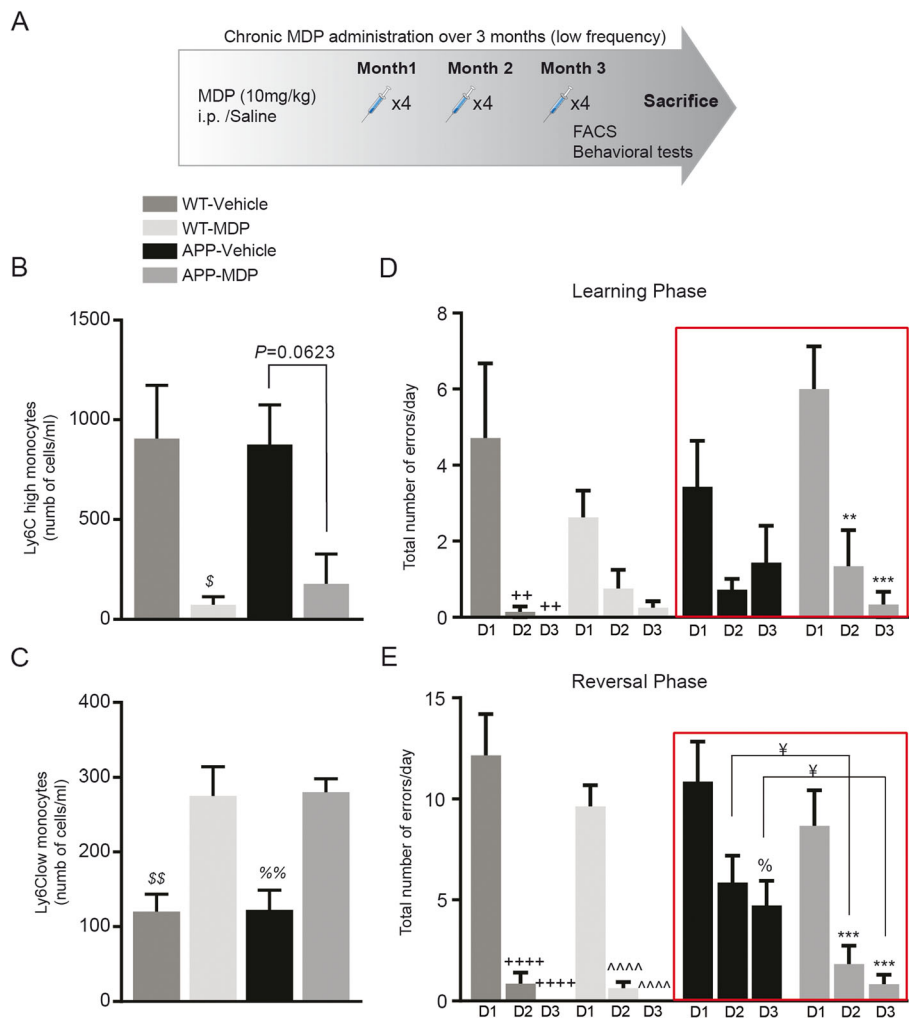 A
Chronic MDP administration over 3 months (low frequency)
Month1 Month 2 Month 3
MDP (10mg/kg)
i.p. /Saline
x4 x4 x4
Sacrifice
FACS
Behavioral tests
WT-Vehicle
WT-MDP
APP-Vehicle
APP-MDP
B
Ly6C high monocytes
(numb of cells/ml)
1500
1000
500
0
$
P=0.0623
C
Ly6Clow monocytes
(numb of cells/ml)
400
300
200
100
0
$$
%%
D
Learning Phase
Total number of errors/day
8
6
4
2
0
++ ++
**
***
D1 D2 D3 D1 D2 D3 D1 D2 D3 D1 D2 D3
E
Reversal Phase
Total number of errors/day
15
10
5
0
¥
¥
%
++++ ++++ ^^^^ ^^^^ *** ***
D1 D2 D3 D1 D2 D3 D1 D2 D3 D1 D2 D3